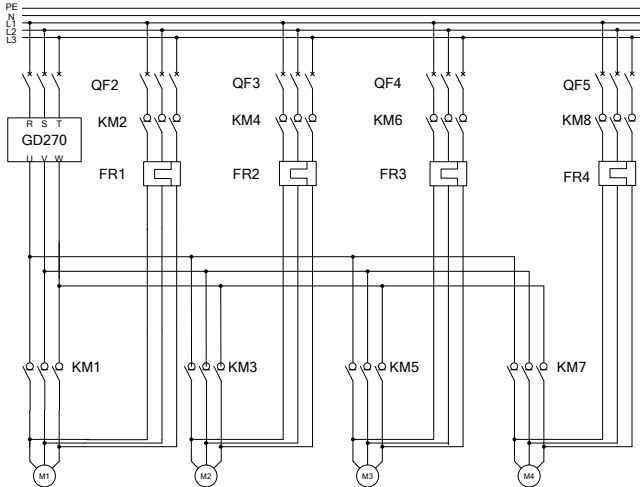 PE
N
L1
L2
L3
QF2 QF3 QF4 QF5
KM2 KM4 KM6 KM8
R S T
GD270
U V W
FR1 FR2 FR3 FR4
KM1 KM3 KM5 KM7
M1 M2 M3 M4